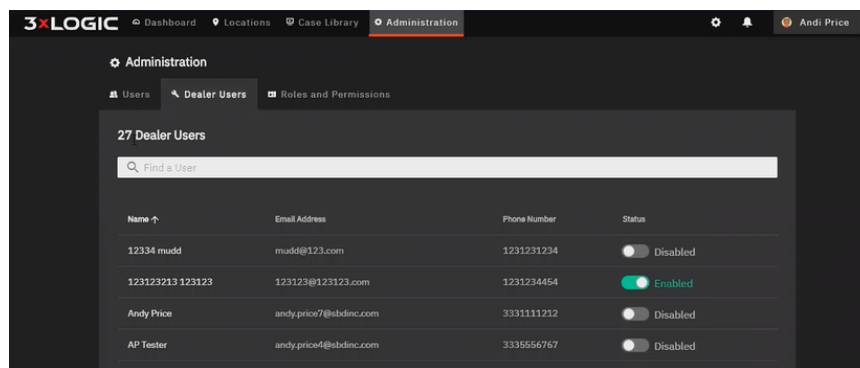 3xLOGIC Dashboard Locations Case Library Administration Andi Price
Administration
Users Dealer Users Roles and Permissions
27 Dealer Users
Find a User
Name Email Address Phone Number Status
12334 mudd mudd@123.com 1231231234 Disabled
123123213 123123 123123@123123.com 1231234454 Enabled
Andy Price andy.price7@sbdinc.com 3331111212 Disabled
AP Tester andy.price4@sbdinc.com 3335556767 Disabled